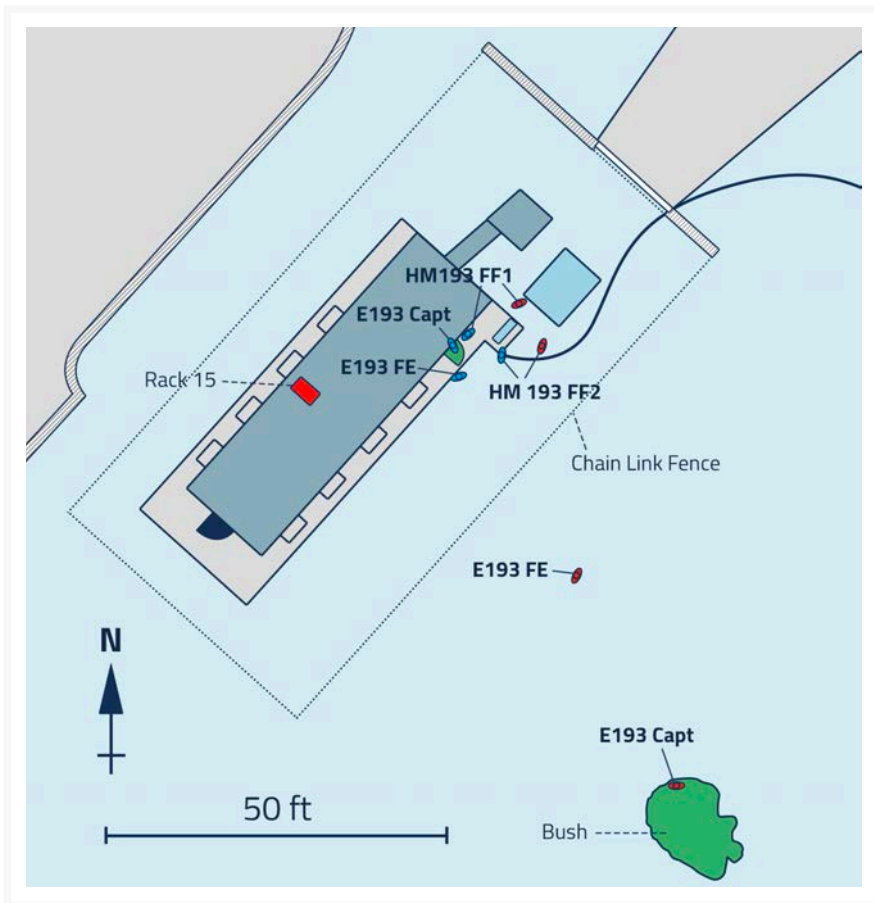 HM193 FF1
E193 Capt
E193 FE
Rack 15
HM 193 FF2
Chain Link Fence
E193 FE
N
E193 Capt
50 ft
Bush